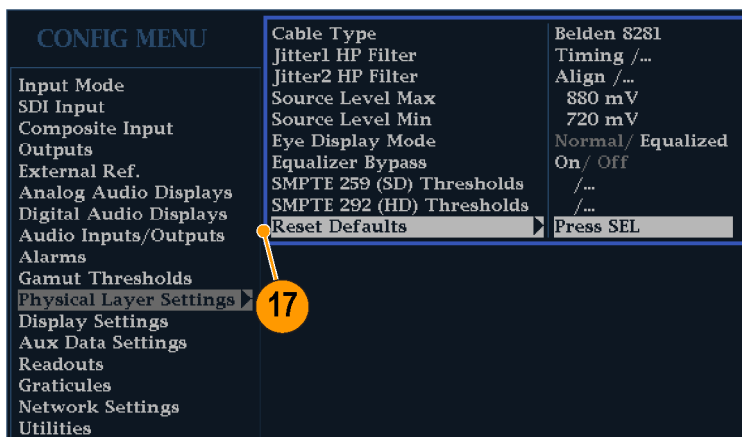 CONFIG MENU
Input Mode
SDI Input
Composite Input
Outputs
External Ref.
Analog Audio Displays
Digital Audio Displays
Audio Inputs/Outputs
Alarms
Gamut Thresholds
Physical Layer Settings
Display Settings
Aux Data Settings
Readouts
Graticules
Network Settings
Utilities
Cable Type Belden 8281
Jitter1 HP Filter Timing /...
Jitter2 HP Filter Align /...
Source Level Max 880 mV
Source Level Min 720 mV
Eye Display Mode Normal/ Equalized
Equalizer Bypass On/ Off
SMPTE 259 (SD) Thresholds /...
SMPTE 292 (HD) Thresholds /...
Reset Defaults Press SEL
17